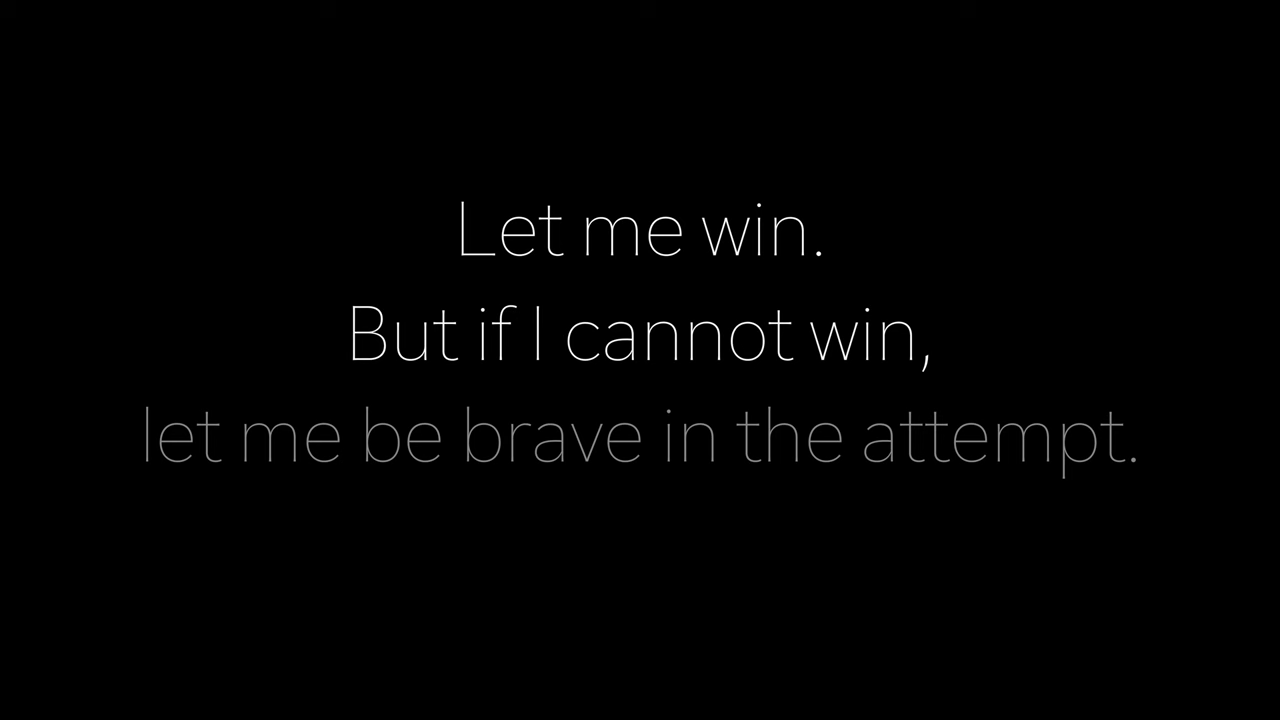 Let me win.
But if I cannot win,
let me be brave in the attempt.